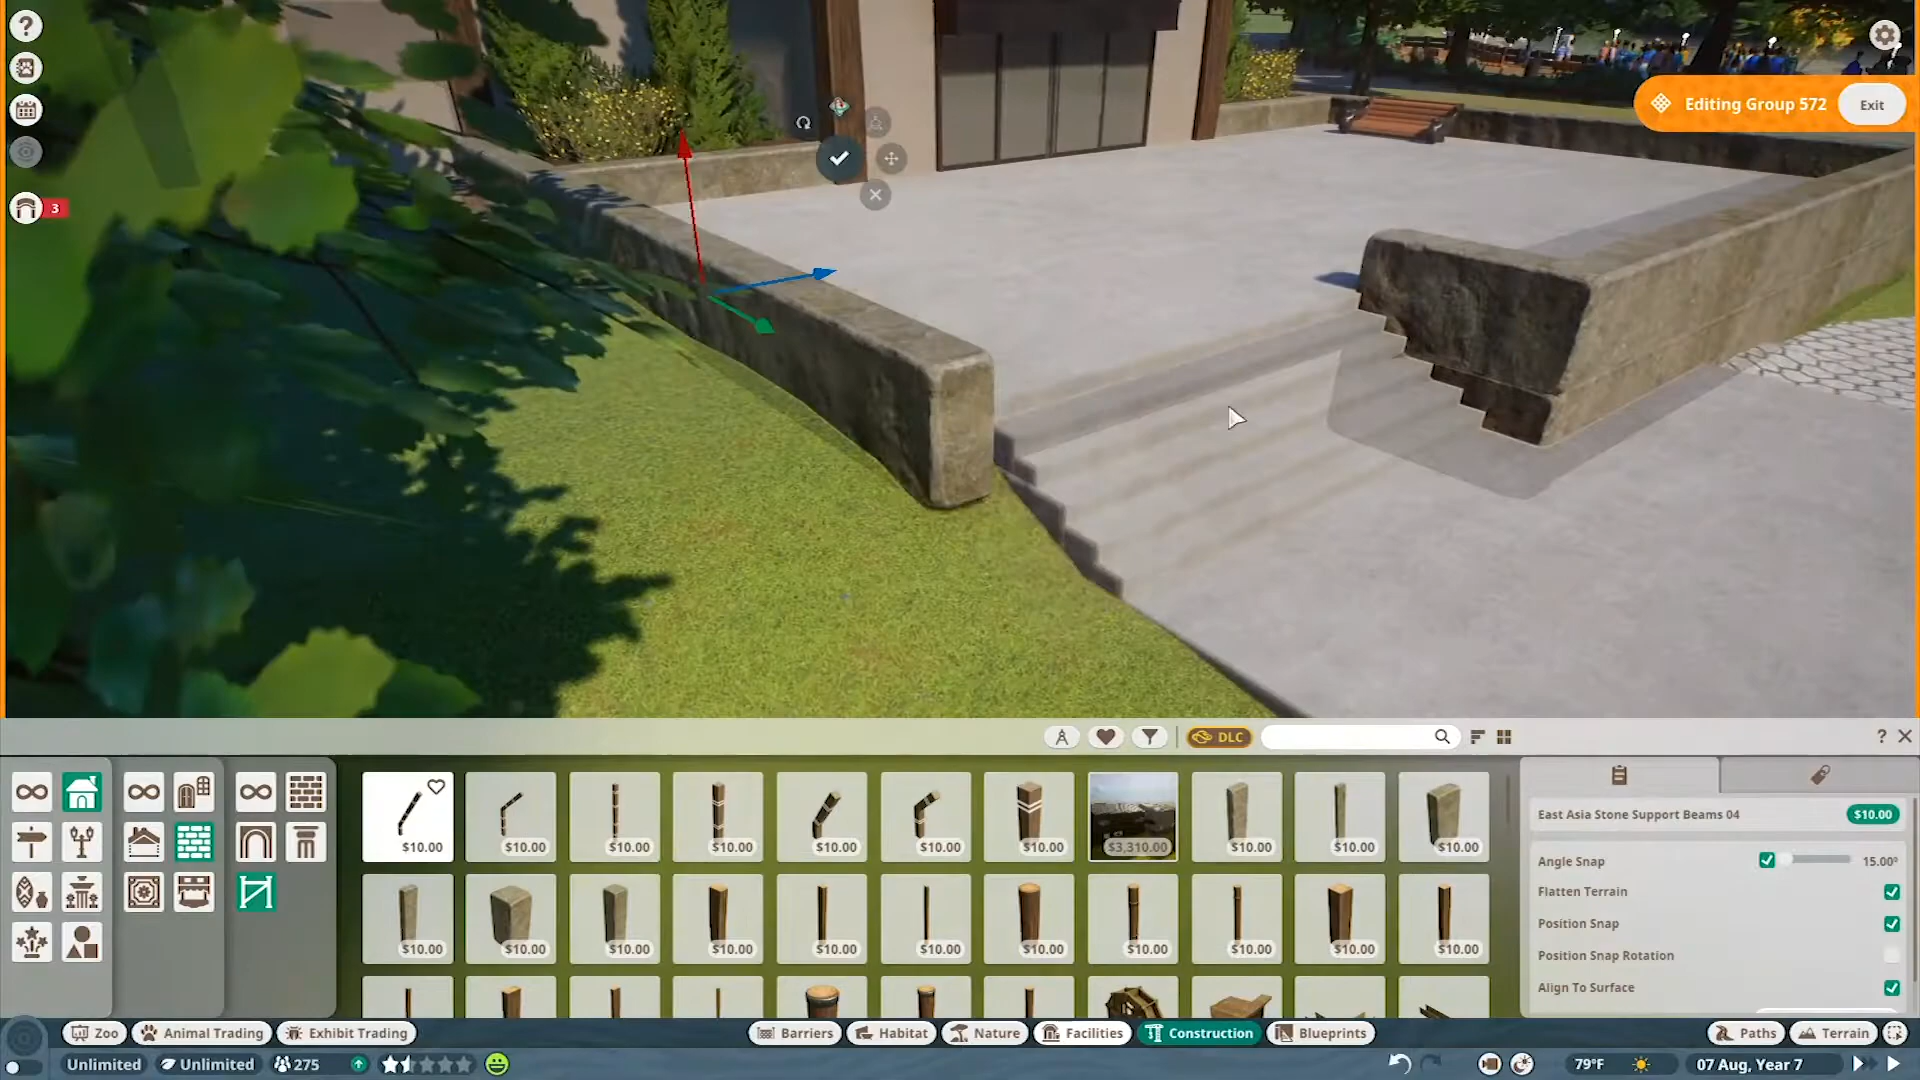 ?
Editing Group 572
Exit
3
DLC
? ×
$10.00
$10.00
$10.00
$10.00
$10.00
$10.00
$10.00
$3,310.00
$10.00
$10.00
$10.00
$10.00
$10.00
$10.00
$10.00
$10.00
$10.00
$10.00
$10.00
$10.00
$10.00
$10.00
East Asia Stone Support Beams 04 $10.00
Angle Snap 15.00°
Flatten Terrain
Position Snap
Position Snap Rotation
Align To Surface
Zoo Animal Trading Exhibit Trading Barriers Habitat Nature Facilities Construction Blueprints Paths Terrain
Unlimited Unlimited 275 79°F 07 Aug, Year 7